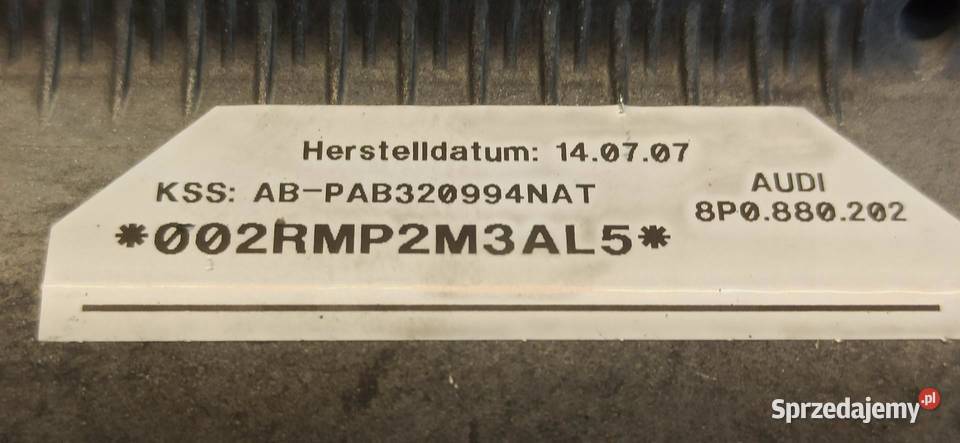 Herstelldatum: 14.07.07
KSS: AB-PAB320994NAT
*002RMP2M3AL5*
AUDI
8P0.880.202
Sprzedajemy.pl